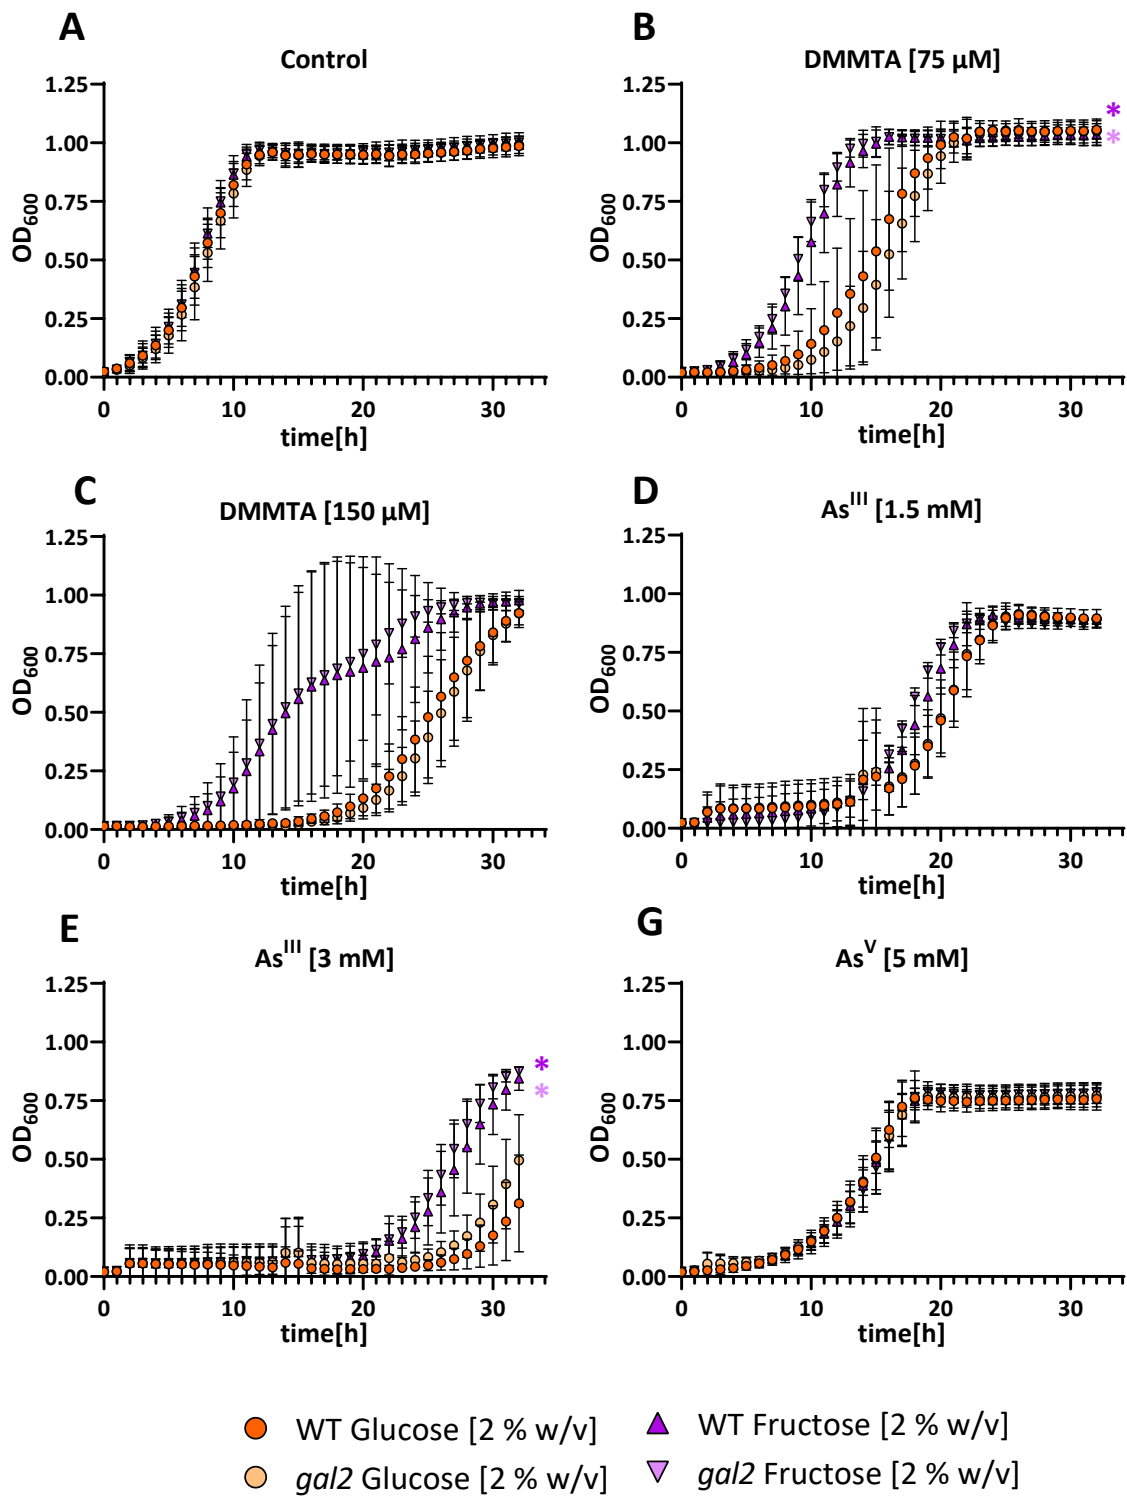 A
Control
OD600
1.25
1.00
0.75
0.50
0.25
0.00
0 10 20 30
time[h]
B
DMMTA [75 µM]
OD600
1.25
1.00
0.75
0.50
0.25
0.00
0 10 20 30
time[h]
*
*
C
DMMTA [150 µM]
OD600
1.25
1.00
0.75
0.50
0.25
0.00
0 10 20 30
time[h]
D
AsIII [1.5 mM]
OD600
1.25
1.00
0.75
0.50
0.25
0.00
0 10 20 30
time[h]
E
AsIII [3 mM]
OD600
1.25
1.00
0.75
0.50
0.25
0.00
0 10 20 30
time[h]
*
*
G
AsV [5 mM]
OD600
1.25
1.00
0.75
0.50
0.25
0.00
0 10 20 30
time[h]
WT Glucose [2 % w/v]
WT Fructose [2 % w/v]
gal2 Glucose [2 % w/v]
gal2 Fructose [2 % w/v]